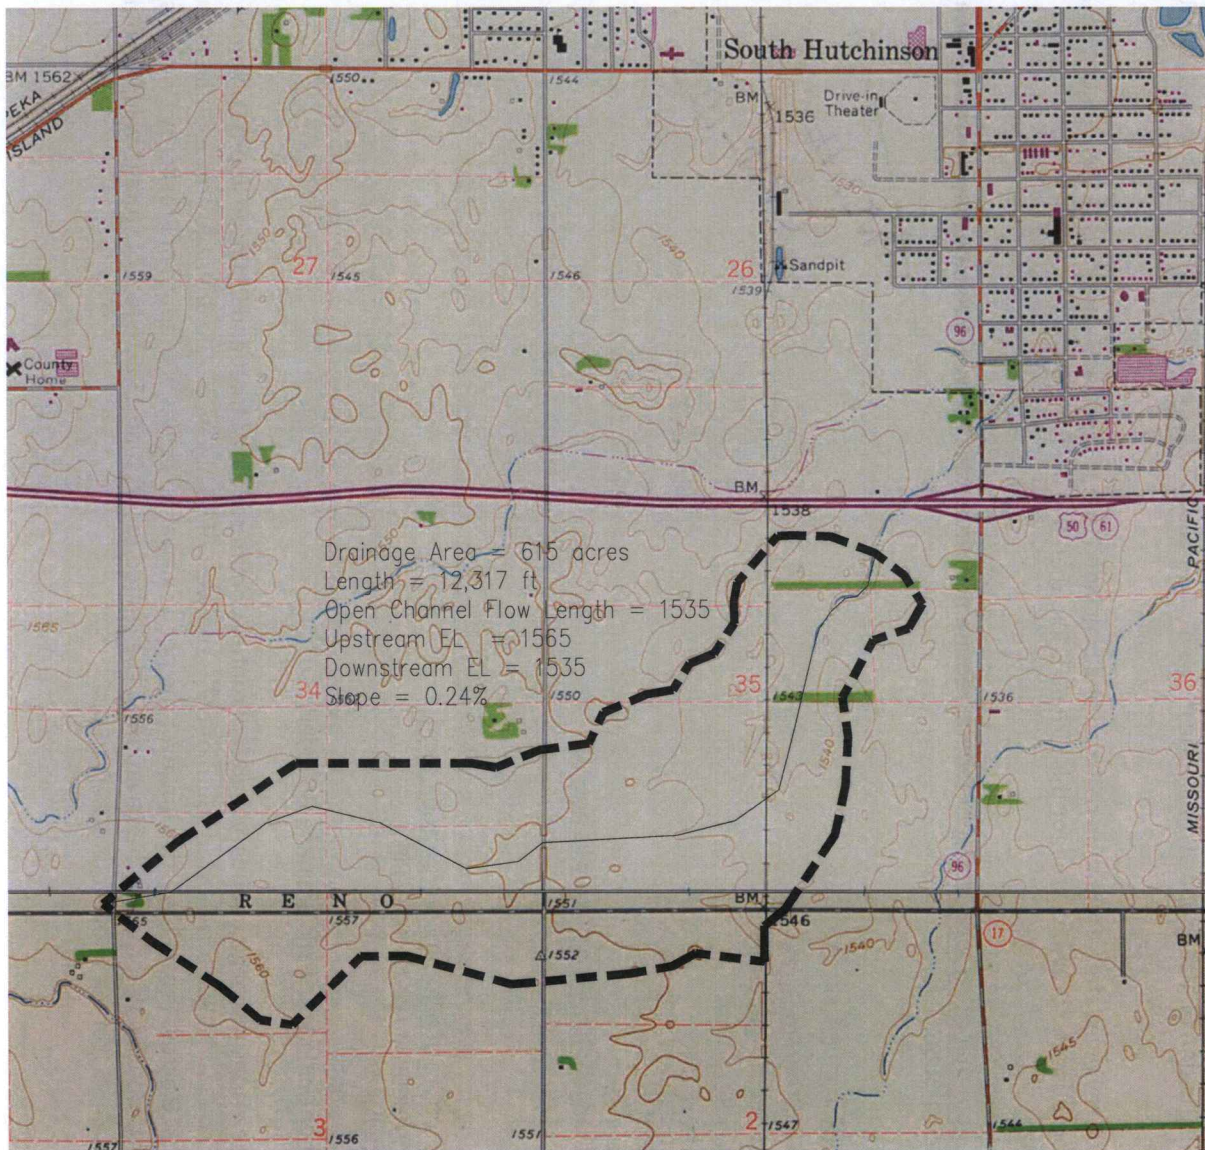 South Hutchinson
BM 1562
1550
1544
BM
1536
Drive-in
Theater
PEKA
ISLAND
1530
1550
1540
27
1559
1545
1546
26
Sandpit
1539
96
County
Home
BM
1538
50
61
PACIFIC
Drainage Area = 615 acres
Length = 12,317 ft
Open Channel Flow Length = 1535
Upstream EL = 1565
Downstream EL = 1535
Slope = 0.24%
1565
34
1550
35
1543
1536
36
1556
1540
MISSOURI
96
RENO
1557
1551
BM
1546
17
1552
1540
BM
1560
1545
3
1556
1551
2
1547
1544
1557